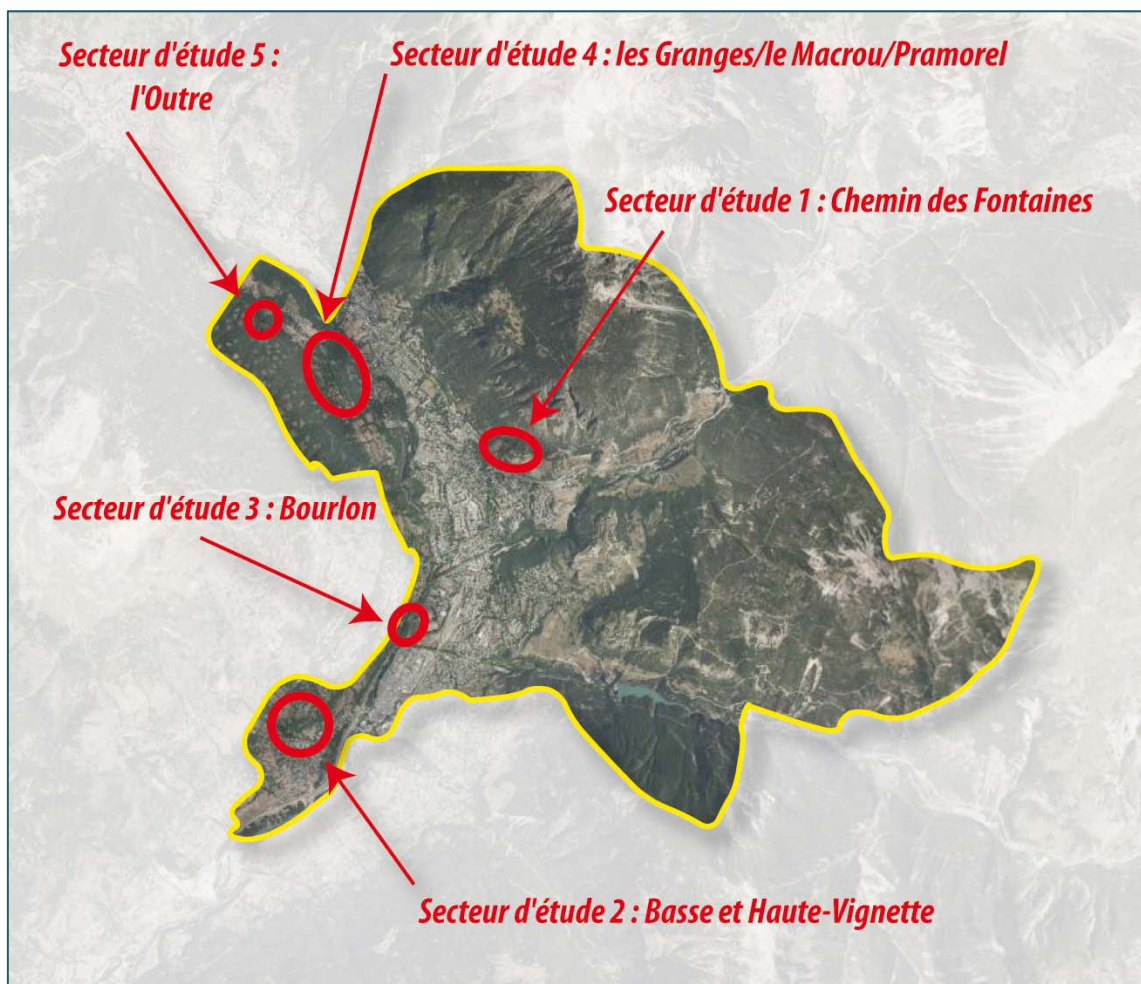 Secteur d'étude 5 :
l'Outre
Secteur d'étude 4 : les Granges/le Macrou/Pramorel
Secteur d'étude 1 : Chemin des Fontaines
Secteur d'étude 3 : Bourlon
Secteur d'étude 2 : Basse et Haute-Vignette